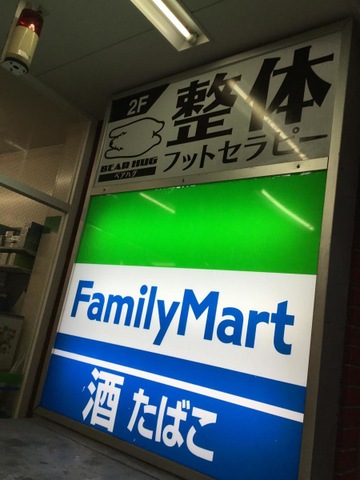 2F
整体
BEAR HUG
ベアハグ
フットセラピー
FamilyMart
酒 たばこ